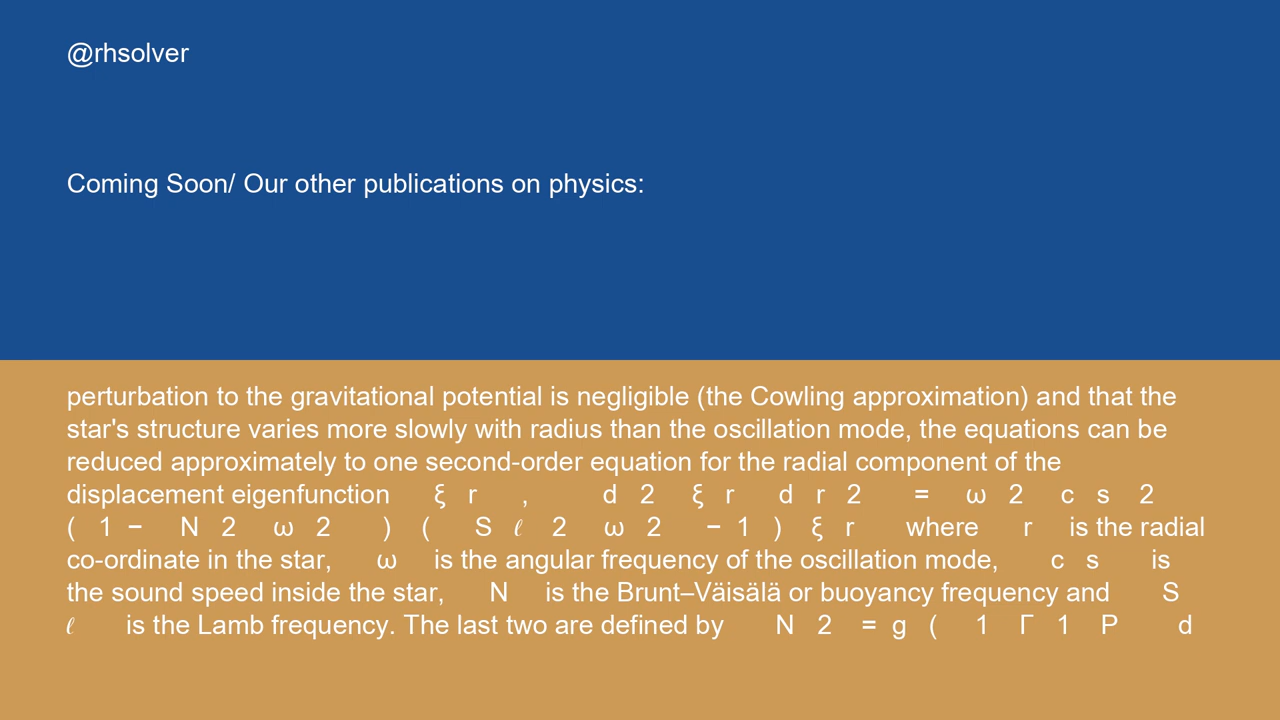 @rhsolver
Coming Soon/ Our other publications on physics:
perturbation to the gravitational potential is negligible (the Cowling approximation) and that the
star's structure varies more slowly with radius than the oscillation mode, the equations can be
reduced approximately to one second-order equation for the radial component of the
displacement eigenfunction ξ r , d 2 ξ r d r 2 = ω 2 c s 2
( 1 − N 2 ω 2 ) ( S ℓ 2 ω 2 − 1 ) ξ r where r is the radial
co-ordinate in the star, ω is the angular frequency of the oscillation mode, c s is
the sound speed inside the star, N is the Brunt–Väisälä or buoyancy frequency and S
ℓ is the Lamb frequency. The last two are defined by N 2 = g ( 1 Γ 1 P d